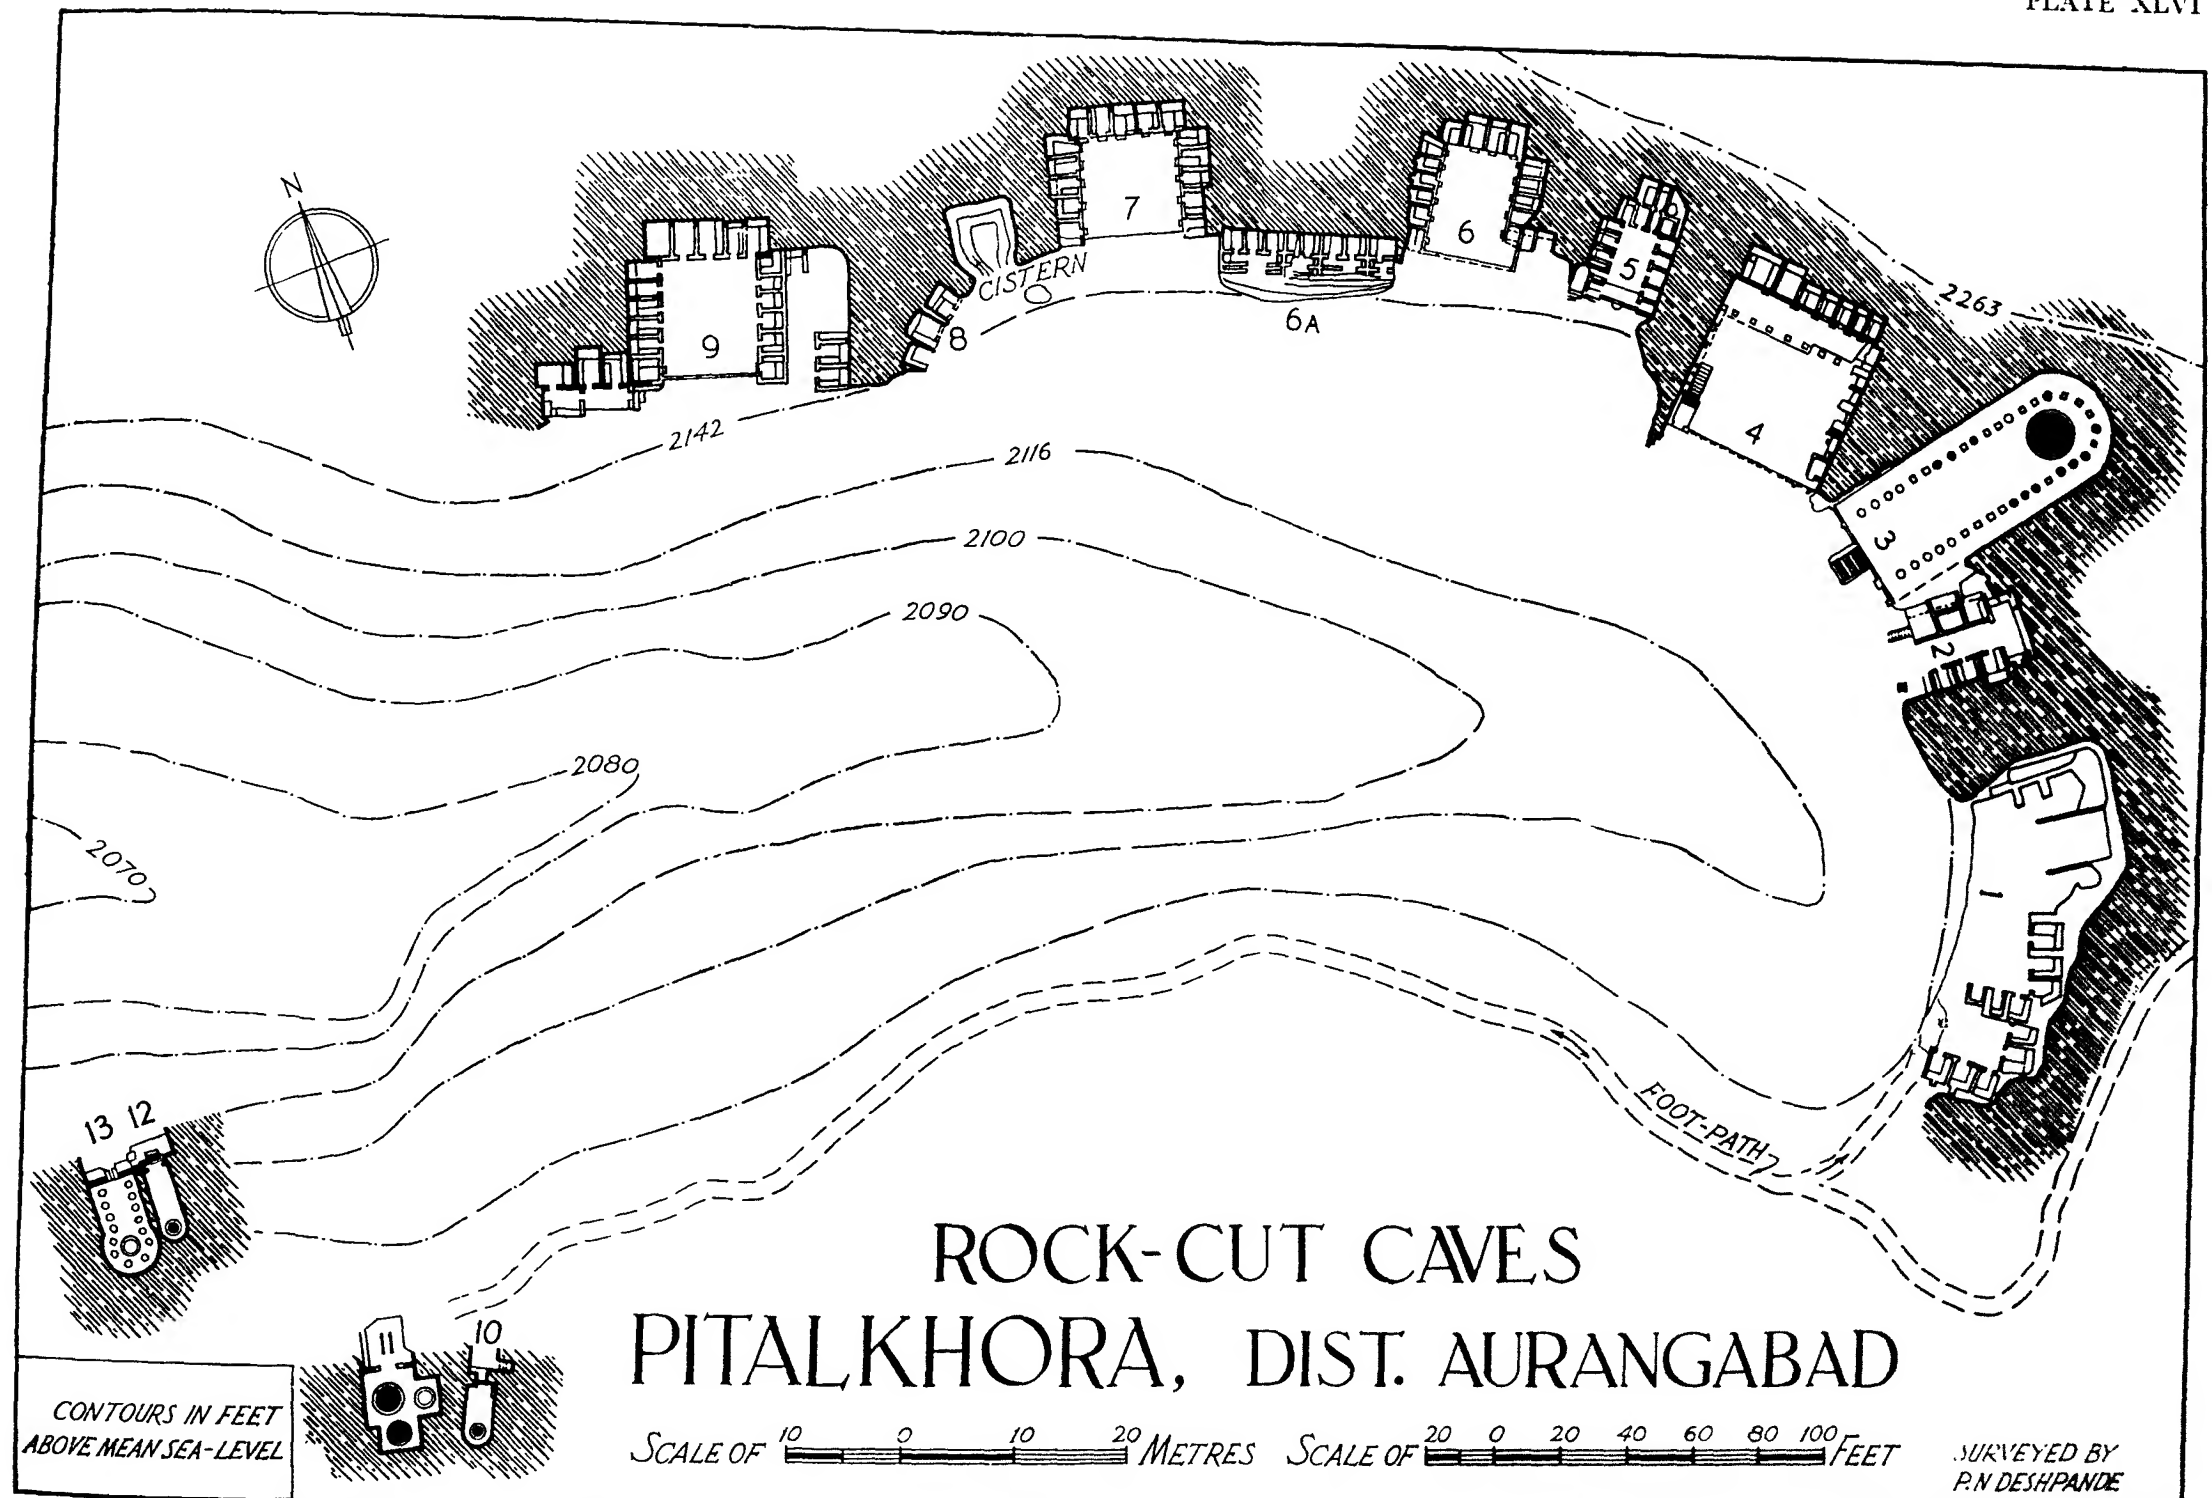 PLATE XLVI
N
7
6
9
8
CISTERN
6A
5
2263
4
3
2142
2116
2100
2090
2
2080
2070
1
FOOT-PATH
13 12
11
10
ROCK-CUT CAVES
PITALKHORA, DIST. AURANGABAD
CONTOURS IN FEET
ABOVE MEAN SEA-LEVEL
SCALE OF 10 0 10 20 METRES
SCALE OF 20 0 20 40 60 80 100 FEET
SURVEYED BY
P.N DESHPANDE